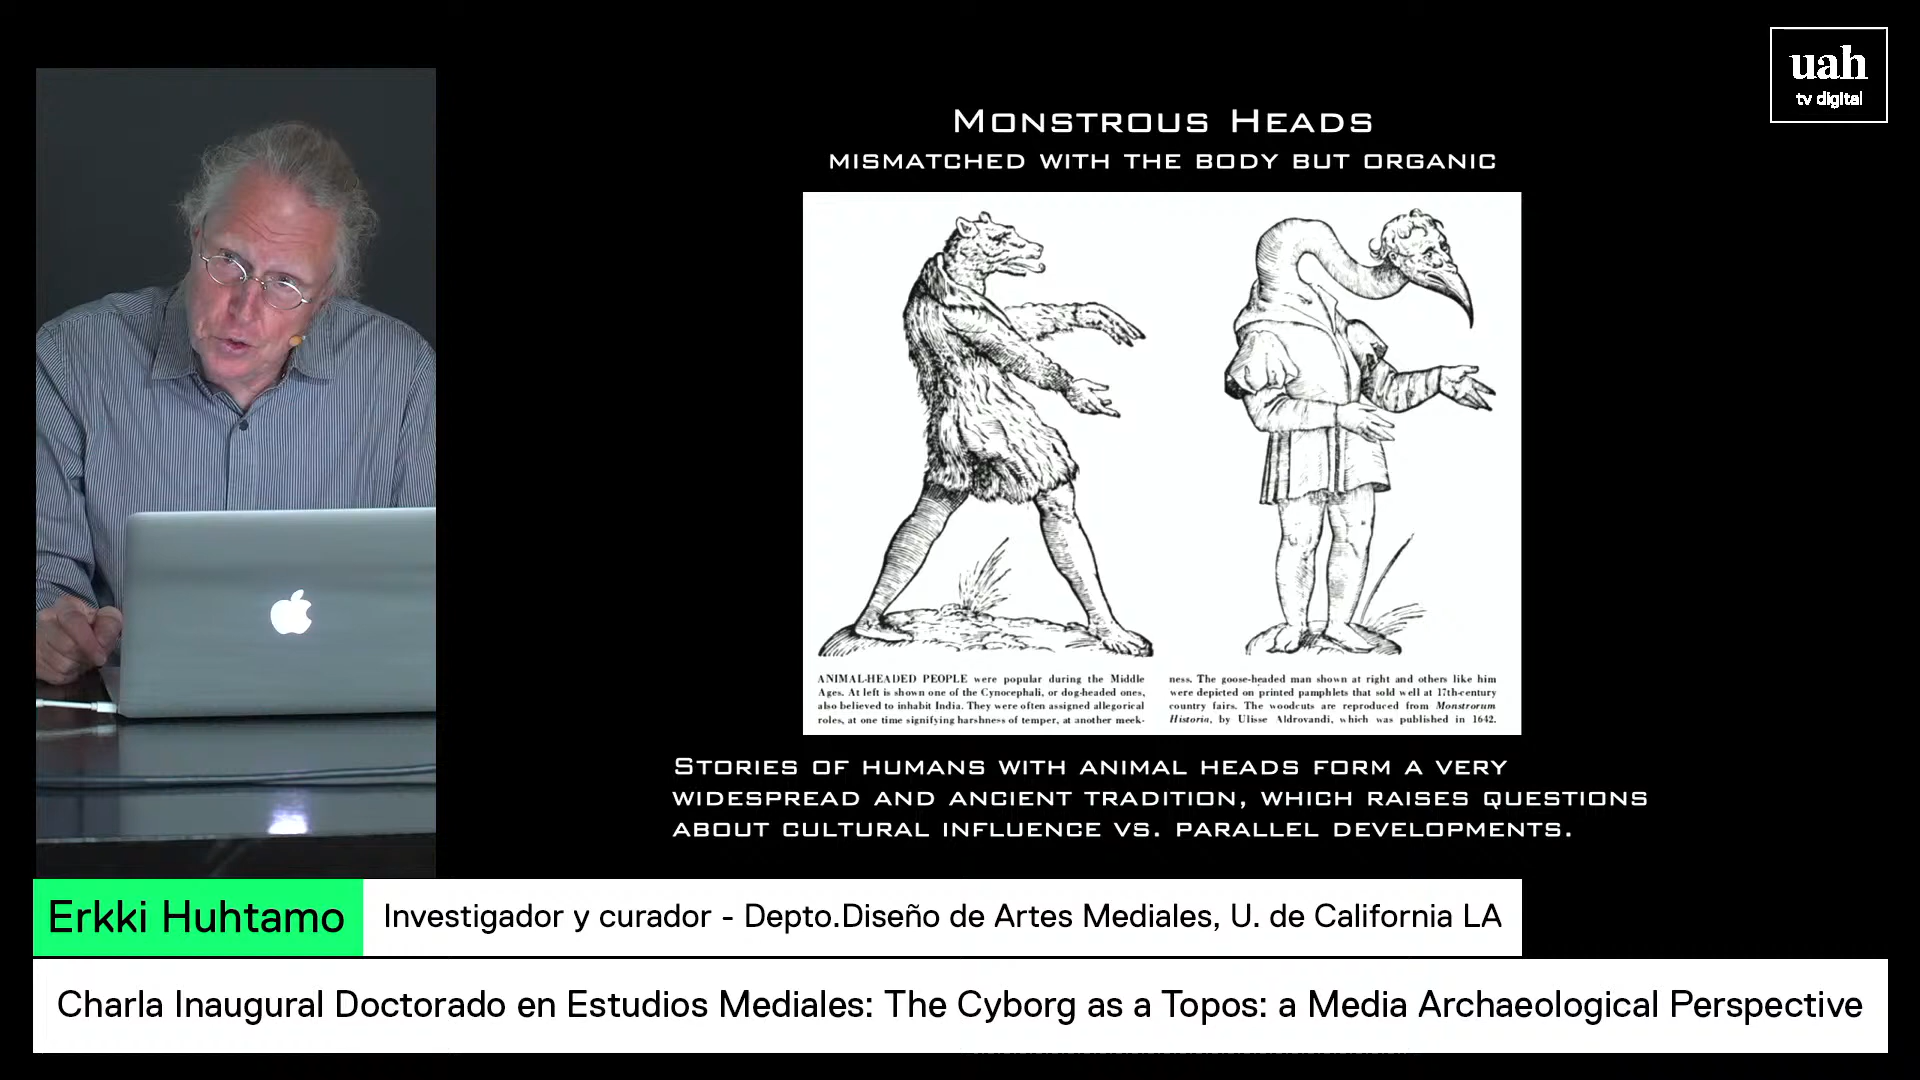 uah
tv digital
Monstrous Heads
mismatched with the body but organic
ANIMAL-HEADED PEOPLE were popular during the Middle
Ages. At left is shown one of the Cynocephali, or dog-headed ones,
also believed to inhabit India. They were often assigned allegorical
roles, at one time signifying harshness of temper, at another meek-
ness. The goose-headed man shown at right and others like him
were depicted on printed pamphlets that sold well at 17th-century
country fairs. The woodcuts are reproduced from Monstrorum
Historia, by Ulisse Aldrovandi, which was published in 1642.
Stories of humans with animal heads form a very
widespread and ancient tradition, which raises questions
about cultural influence vs. parallel developments.
Erkki Huhtamo
Investigador y curador - Depto.Diseño de Artes Mediales, U. de California LA
Charla Inaugural Doctorado en Estudios Mediales: The Cyborg as a Topos: a Media Archaeological Perspective